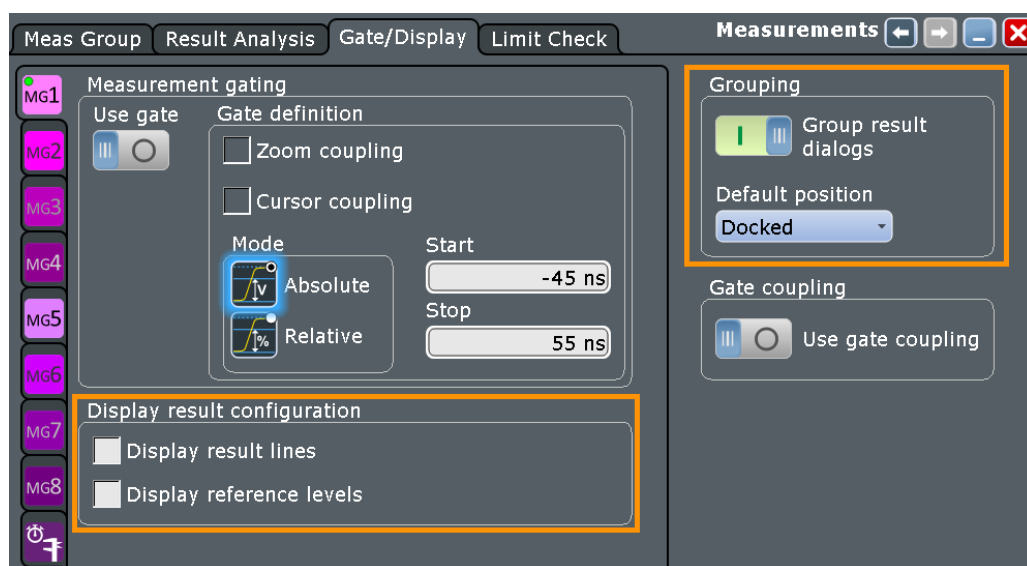 Meas Group
Result Analysis
Gate/Display
Limit Check
Measurements
MG1
MG2
MG3
MG4
MG5
MG6
MG7
MG8
Measurement gating
Use gate
Gate definition
Zoom coupling
Cursor coupling
Mode
Absolute
Relative
V
%
Start
-45 ns
Stop
55 ns
Display result configuration
Display result lines
Display reference levels
Grouping
Group result
dialogs
Default position
Docked
Gate coupling
Use gate coupling